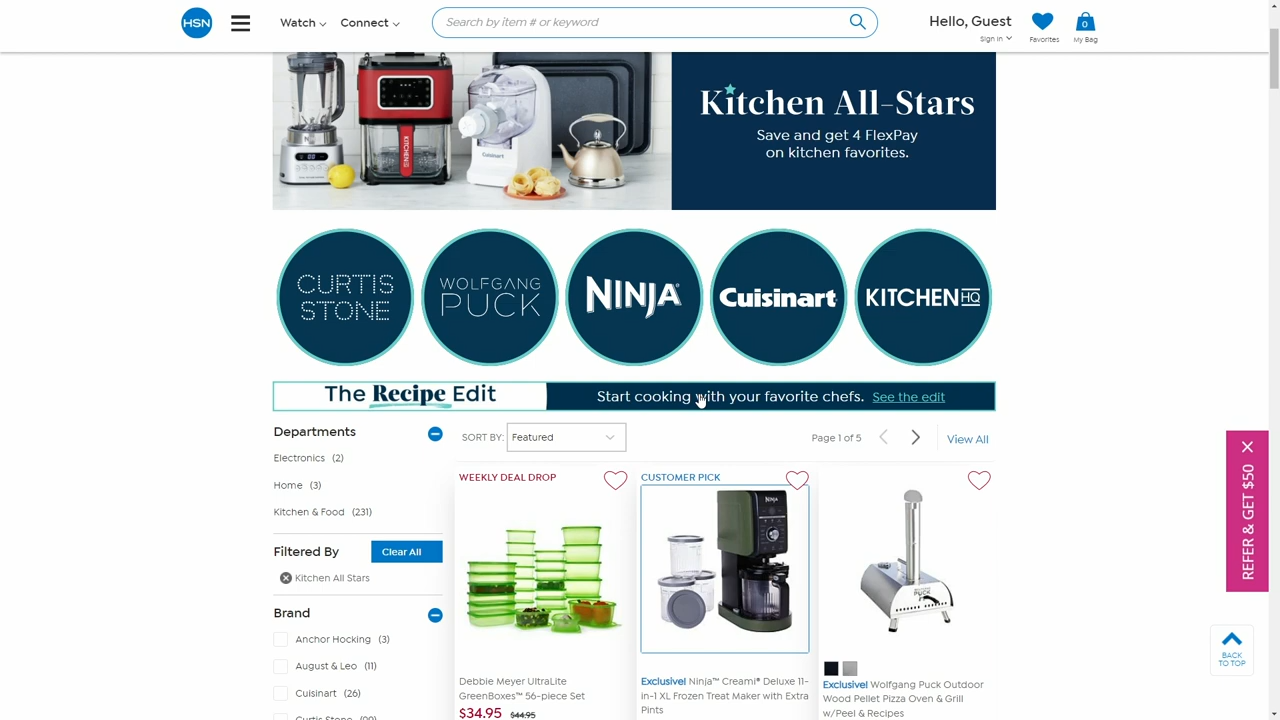 HSN
Watch
Connect
Search by item # or keyword
Hello, Guest
Sign In
Favorites
0
My Bag
Kitchen All-Stars
Save and get 4 FlexPay
on kitchen favorites.
Cuisinart
KITCHEN HQ
CURTIS
STONE
WOLFGANG
PUCK
NINJA
Cuisinart
KITCHEN HQ
The Recipe Edit
Start cooking with your favorite chefs. See the edit
Departments
Electronics (2)
Home (3)
Kitchen & Food (231)
Filtered By
Clear All
Kitchen All Stars
Brand
Anchor Hocking (3)
August & Leo (11)
Cuisinart (26)
SORT BY:
Featured
Page 1 of 5
View All
WEEKLY DEAL DROP
Debbie Meyer UltraLite
GreenBoxes™ 56-piece Set
$34.95 $44.95
CUSTOMER PICK
NINJA
Exclusive! Ninja™ Creami® Deluxe 11-
in-1 XL Frozen Treat Maker with Extra
Pints
Exclusive! Wolfgang Puck Outdoor
Wood Pellet Pizza Oven & Grill
w/Peel & Recipes
REFER & GET $50
BACK
TO TOP